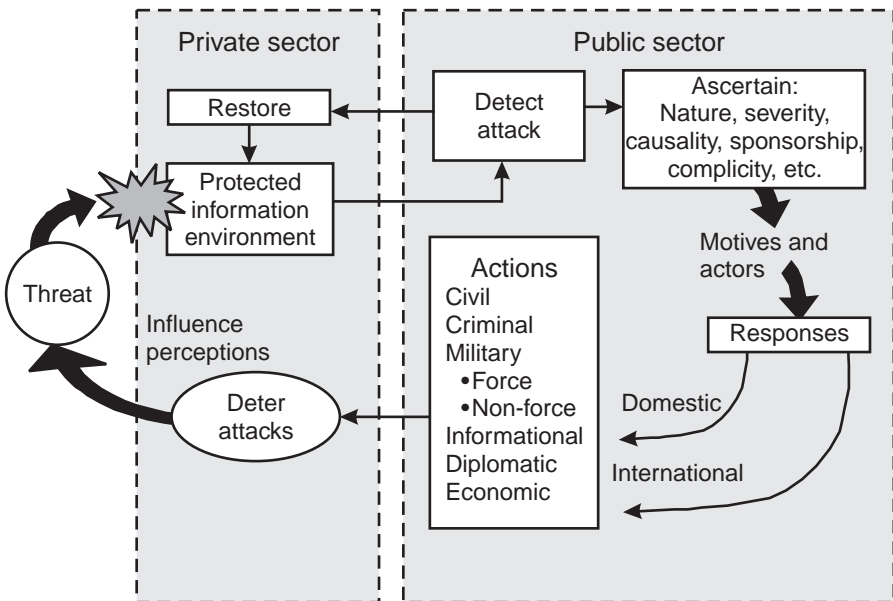 Private sector
Public sector
Restore
Detect
attack
Ascertain:
Nature, severity,
causality, sponsorship,
complicity, etc.
Protected
information
environment
Motives and
actors
Threat
Influence
perceptions
Deter
attacks
Actions
Civil
Criminal
Military
•Force
•Non-force
Informational
Diplomatic
Economic
Responses
Domestic
International